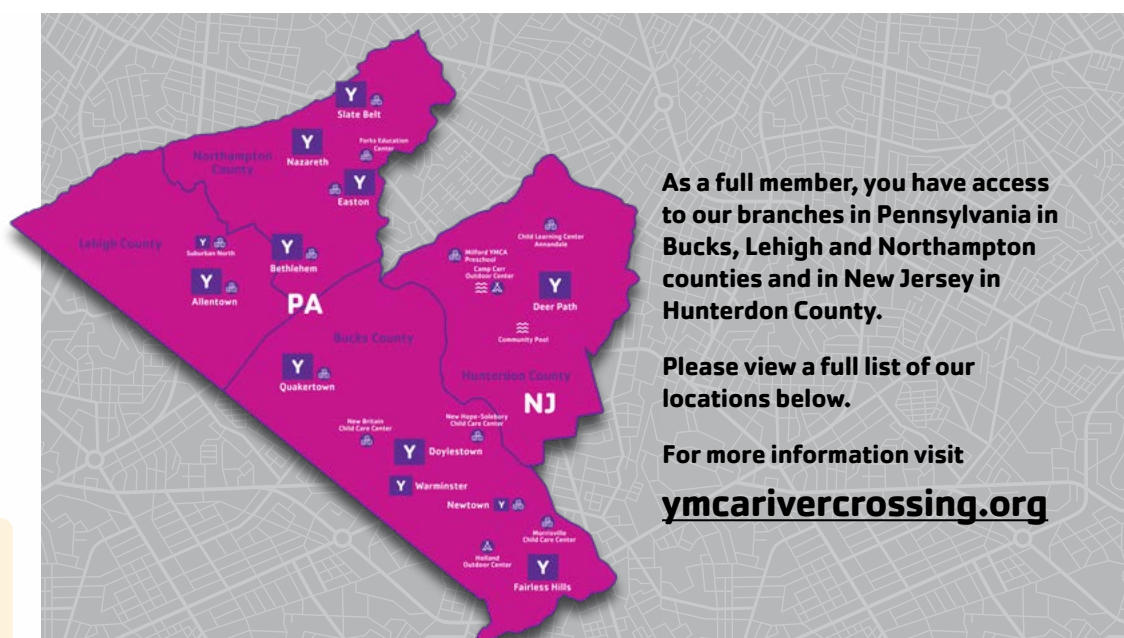 Y
Slate Belt
Y
Nazareth
Forks Education
Center
Northampton
County
Y
Easton
Lehigh County
Y
Suburban North
Y
Bethlehem
Y
Allentown
PA
Child Learning Center
Annandale
Milford YMCA
Preschool
Camp Carr
Outdoor Center
Y
Deer Path
Community Pool
Bucks County
Y
Quakertown
Hunterdon County
NJ
New Britain
Child Care Center
New Hope-Solebury
Child Care Center
Y Doylestown
Y Warminster
Newtown Y
Morrisville
Child Care Center
Holland
Outdoor Center
Y
Fairless Hills
As a full member, you have access
to our branches in Pennsylvania in
Bucks, Lehigh and Northampton
counties and in New Jersey in
Hunterdon County.
Please view a full list of our
locations below.
For more information visit
ymcarivercrossing.org